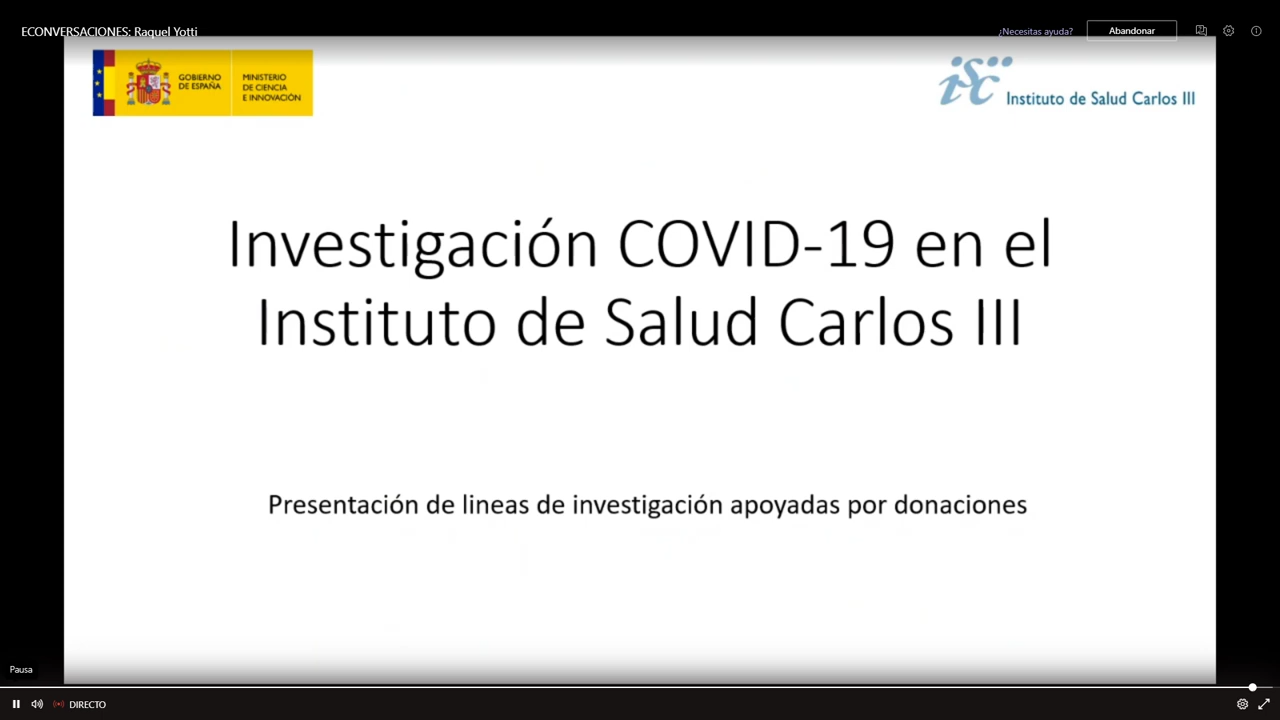 ECONVERSACIONES: Raquel Yotti
¿Necesitas ayuda?
Abandonar
GOBIERNO
DE ESPAÑA
MINISTERIO
DE CIENCIA
E INNOVACIÓN
isc
Instituto de Salud Carlos III
Investigación COVID-19 en el
Instituto de Salud Carlos III
Presentación de lineas de investigación apoyadas por donaciones
Pausa
DIRECTO